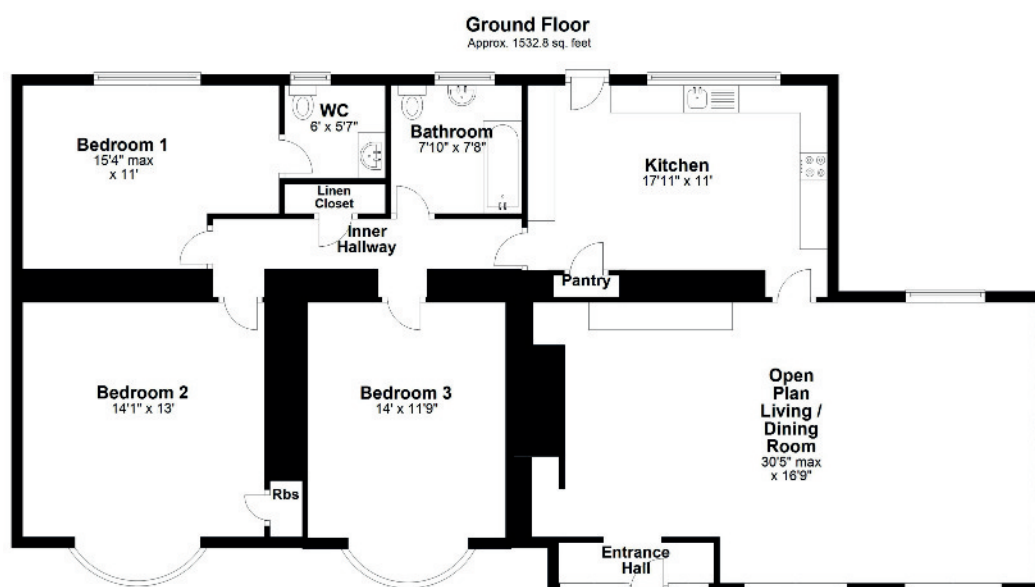 Ground Floor
Approx. 1532.8 sq. feet
Bedroom 1
15'4" max
x 11'
WC
6' x 5'7"
Bathroom
7'10" x 7'8"
Linen
Closet
Inner
Hallway
Kitchen
17'11" x 11'
Pantry
Bedroom 2
14'1" x 13'
Rbs
Bedroom 3
14' x 11'9"
Open
Plan
Living /
Dining
Room
30'5" max
x 16'9"
Entrance
Hall